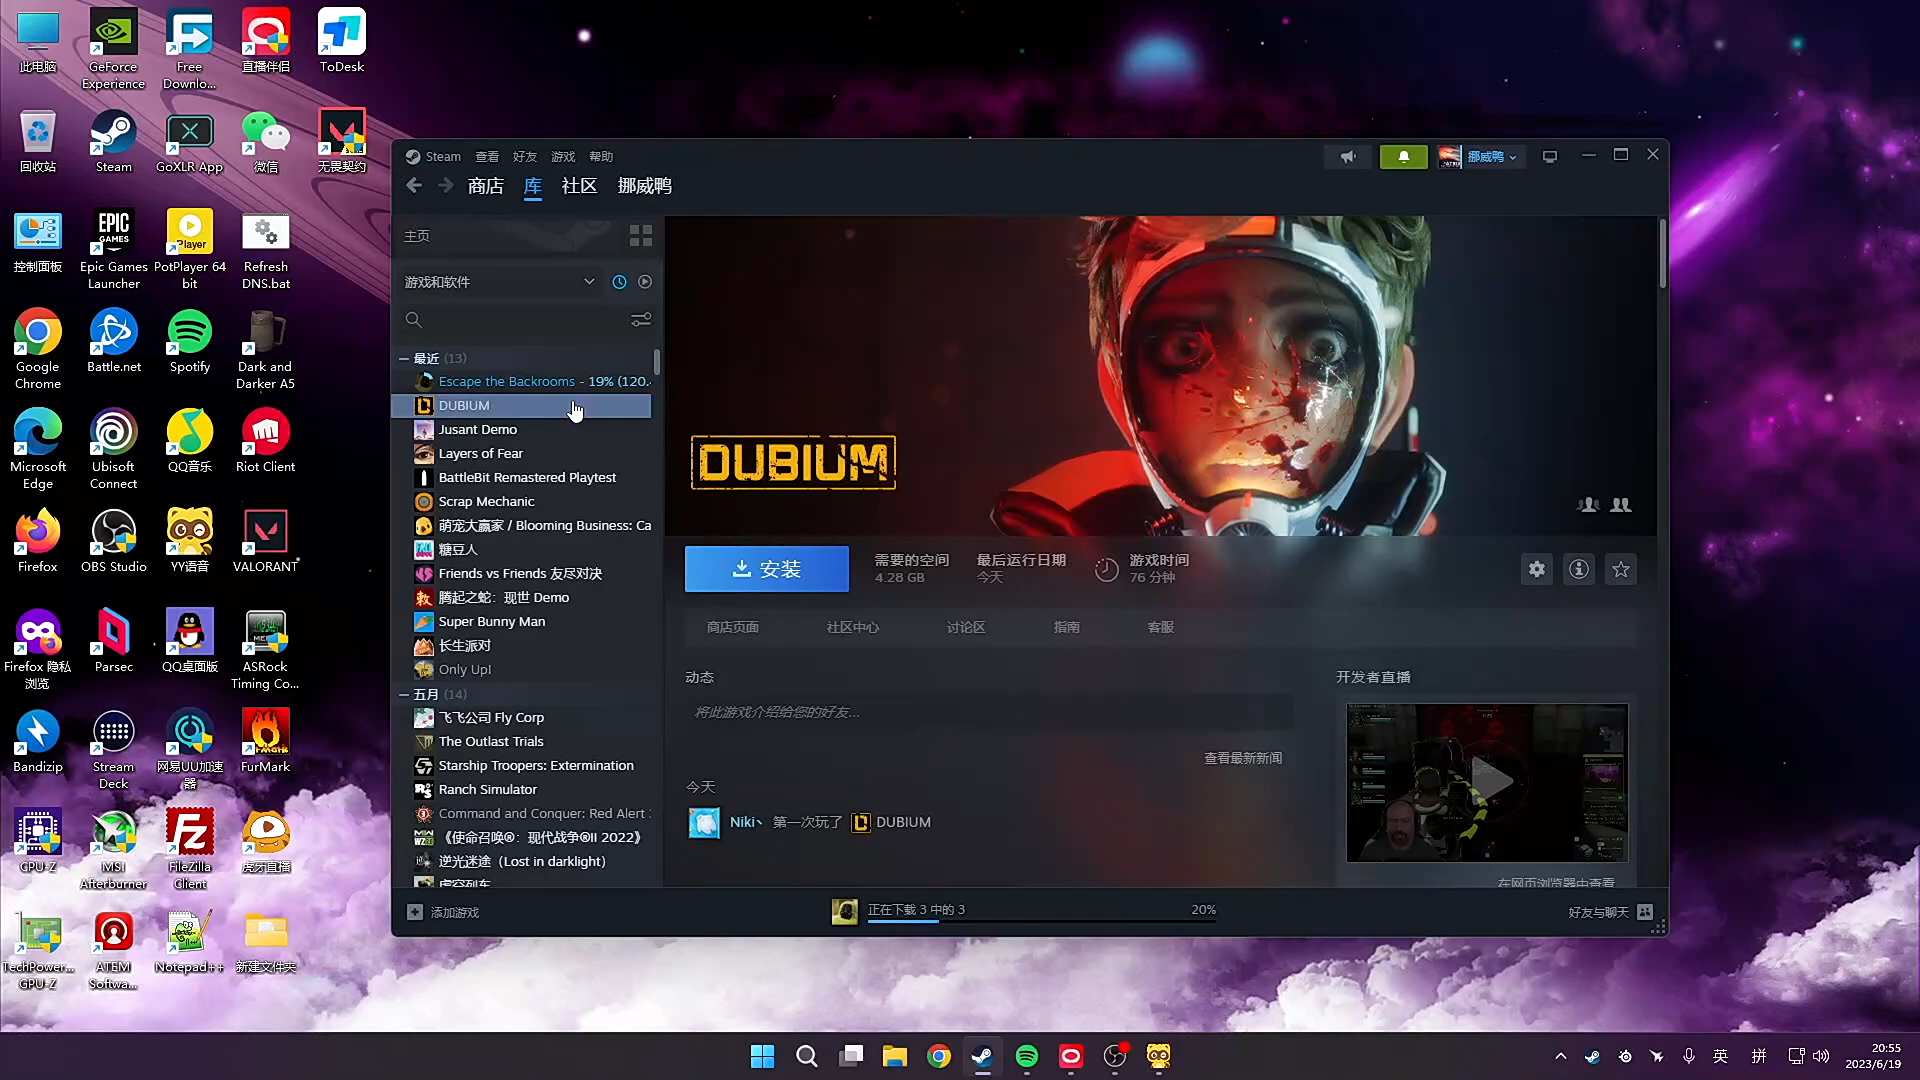 此电脑
GeForce
Experience
Free
Downlo...
直播伴侣
ToDesk
回收站
Steam
GoXLR App
微信
无畏契约
控制面板
EPIC
GAMES
Epic Games
Launcher
Player
PotPlayer 64
bit
Refresh
DNS.bat
Google
Chrome
Battle.net
Spotify
Dark and
Darker A5
Microsoft
Edge
Ubisoft
Connect
QQ音乐
Riot Client
Firefox
OBS Studio
YY语音
VALORANT
Firefox 隐私
浏览
Parsec
QQ桌面版
ASRock
Timing Co...
Bandizip
Stream
Deck
网易UU加速
器
FurMark
GPU-Z
MSI
Afterburner
FileZilla
Client
虎牙直播
TechPower...
GPU-Z
ATEM
Softwa...
Notepad++
新建文件夹
Steam 查看 好友 游戏 帮助
挪威鸭
商店 库 社区 挪威鸭
主页
游戏和软件
最近 (13)
Escape the Backrooms - 19% (120.
DUBIUM
Jusant Demo
Layers of Fear
BattleBit Remastered Playtest
Scrap Mechanic
萌宠大赢家 / Blooming Business: Ca
糖豆人
Friends vs Friends 友尽对决
腾起之蛇：现世 Demo
Super Bunny Man
长生派对
Only Up!
五月 (14)
飞飞公司 Fly Corp
The Outlast Trials
Starship Troopers: Extermination
Ranch Simulator
Command and Conquer: Red Alert
《使命召唤®：现代战争®II 2022》
逆光迷途（Lost in darklight）
DUBIUM
安装
需要的空间
4.28 GB
最后运行日期
今天
游戏时间
76 分钟
商店页面 社区中心 讨论区 指南 客服
动态
将此游戏介绍给您的好友...
查看最新新闻
今天
Niki丶 第一次玩了 DUBIUM
开发者直播
在网页浏览器中查看
添加游戏
正在下载 3 中的 3
20%
好友与聊天
英
拼
20:55
2023/6/19